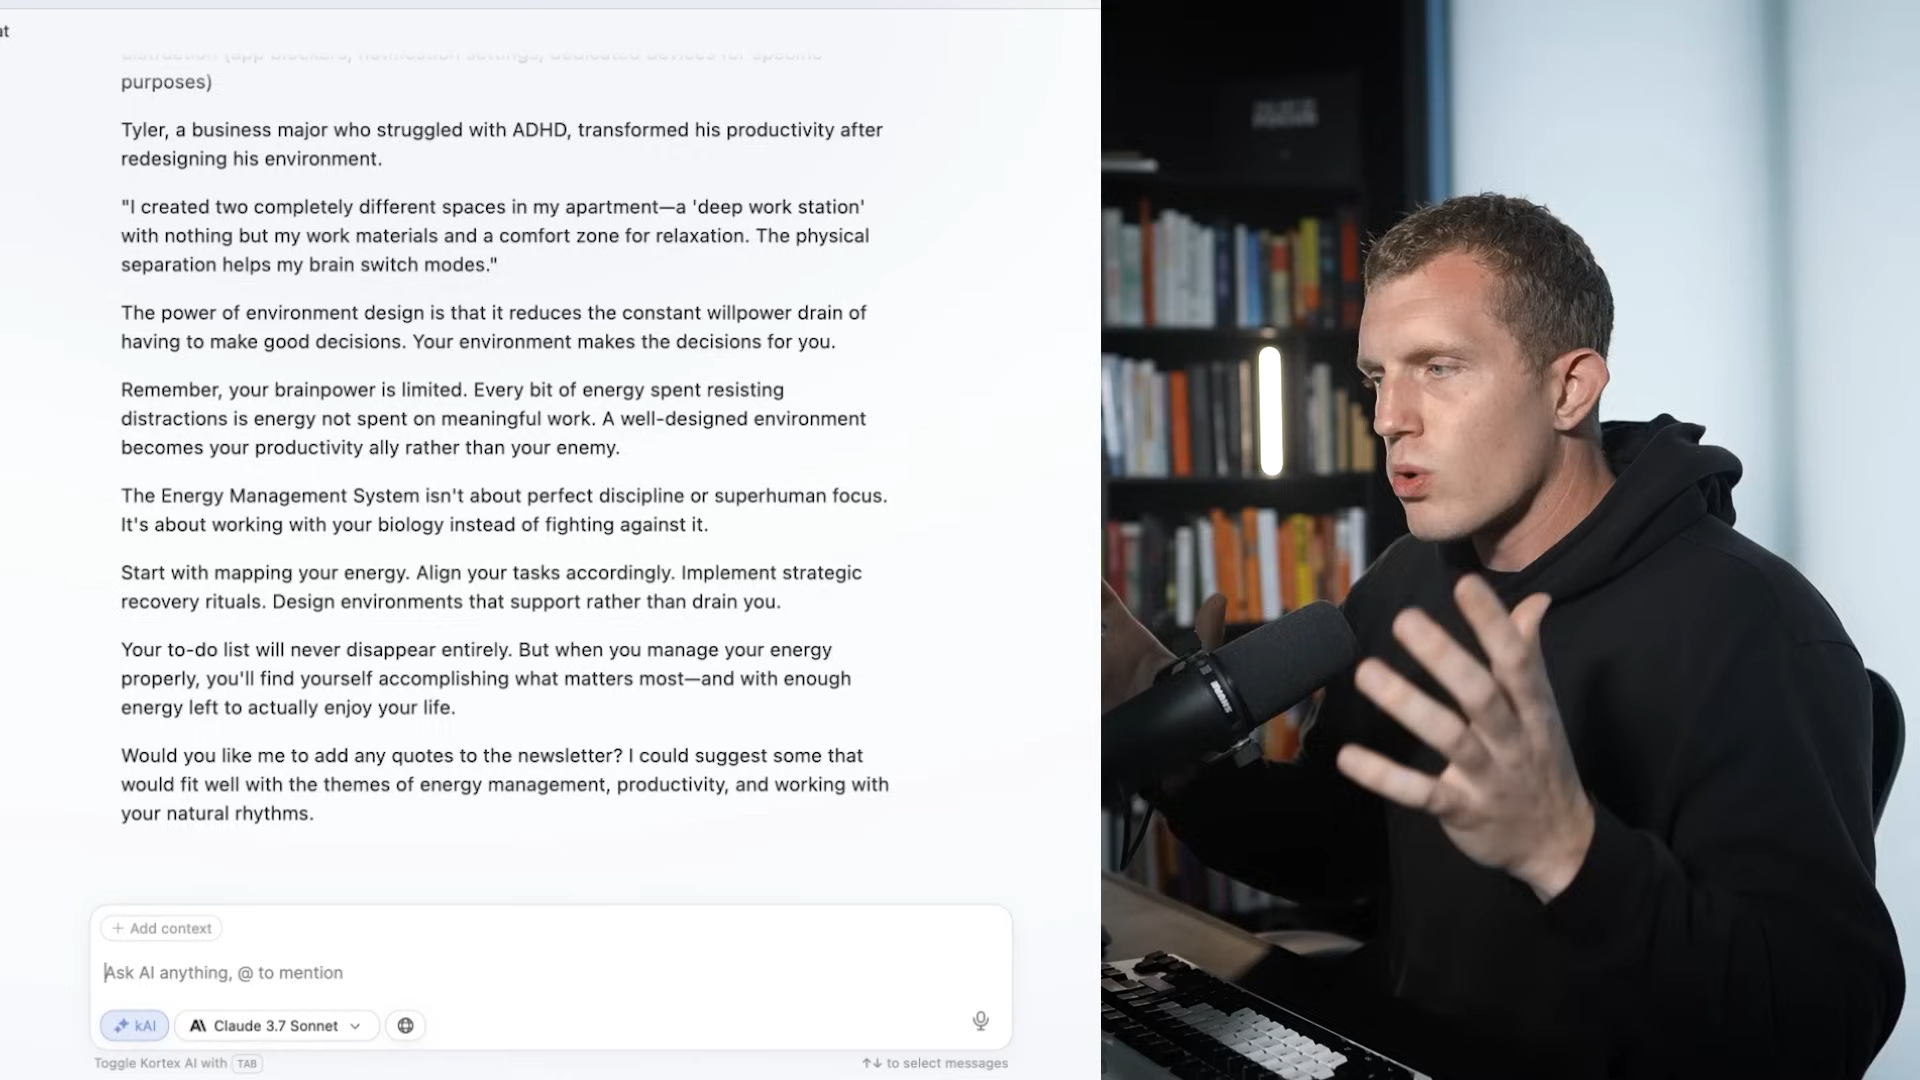 at
distraction (app blockers, notification settings, dedicated devices for specific
purposes)
Tyler, a business major who struggled with ADHD, transformed his productivity after
redesigning his environment.
"I created two completely different spaces in my apartment—a 'deep work station'
with nothing but my work materials and a comfort zone for relaxation. The physical
separation helps my brain switch modes."
The power of environment design is that it reduces the constant willpower drain of
having to make good decisions. Your environment makes the decisions for you.
Remember, your brainpower is limited. Every bit of energy spent resisting
distractions is energy not spent on meaningful work. A well-designed environment
becomes your productivity ally rather than your enemy.
The Energy Management System isn't about perfect discipline or superhuman focus.
It's about working with your biology instead of fighting against it.
Start with mapping your energy. Align your tasks accordingly. Implement strategic
recovery rituals. Design environments that support rather than drain you.
Your to-do list will never disappear entirely. But when you manage your energy
properly, you'll find yourself accomplishing what matters most—and with enough
energy left to actually enjoy your life.
Would you like me to add any quotes to the newsletter? I could suggest some that
would fit well with the themes of energy management, productivity, and working with
your natural rhythms.
+ Add context
Ask AI anything, @ to mention
kAI
Claude 3.7 Sonnet
Toggle Kortex AI with TAB
↑↓ to select messages
SHURE